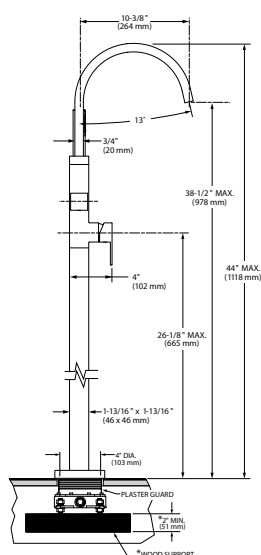 10-3/8"
(264 mm)
13°
3/4"
(20 mm)
38-1/2" MAX.
(978 mm)
44" MAX.
(1118 mm)
4"
(102 mm)
26-1/8" MAX.
(665 mm)
1-13/16" x 1-13/16"
(46 x 46 mm)
4" DIA.
(103 mm)
PLASTER GUARD
*2" MIN.
(51 mm)
*WOOD SUPPORT